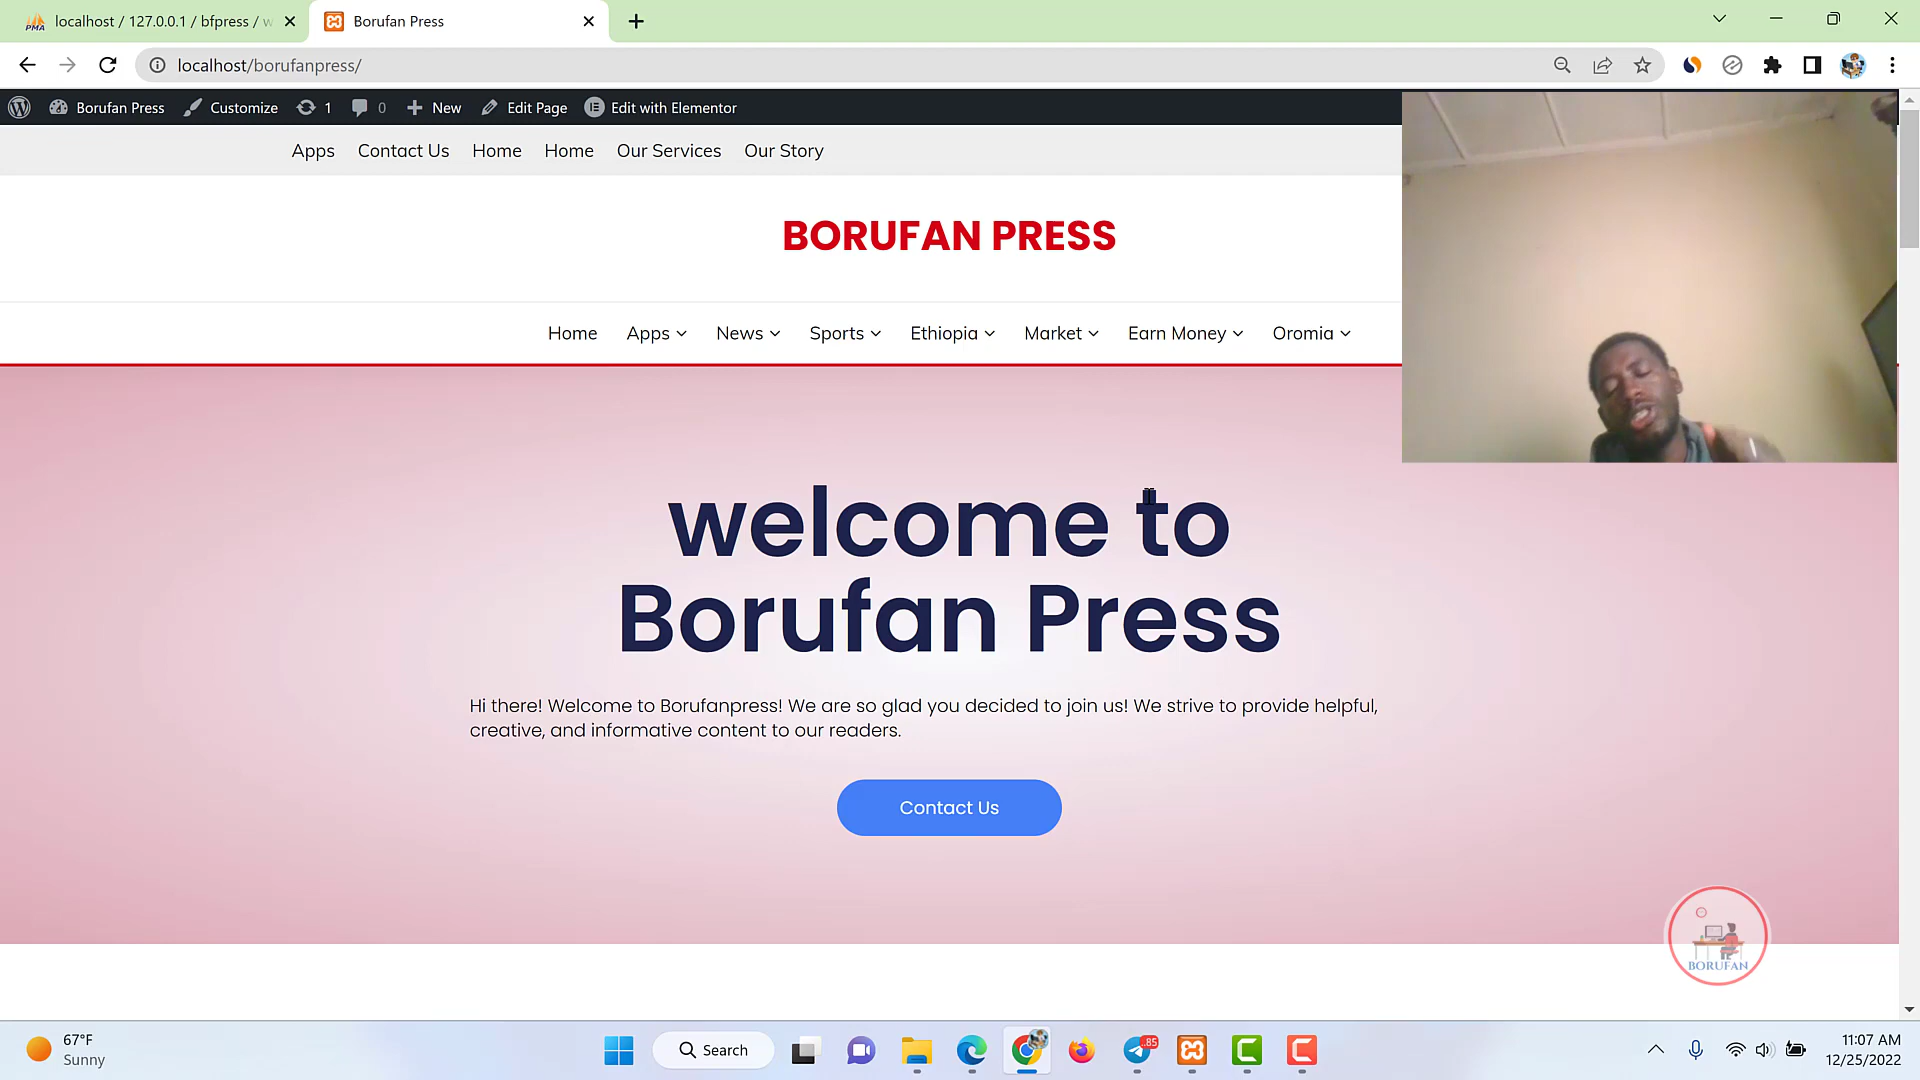 localhost / 127.0.0.1 / bfpress / w
Borufan Press
localhost/borufanpress/
Borufan Press Customize 1 0 New Edit Page Edit with Elementor
Apps Contact Us Home Home Our Services Our Story
BORUFAN PRESS
Home Apps News Sports Ethiopia Market Earn Money Oromia
welcome to
Borufan Press
Hi there! Welcome to Borufanpress! We are so glad you decided to join us! We strive to provide helpful,
creative, and informative content to our readers.
Contact Us
BORUFAN
67°F
Sunny
Search
85
11:07 AM
12/25/2022
PMA